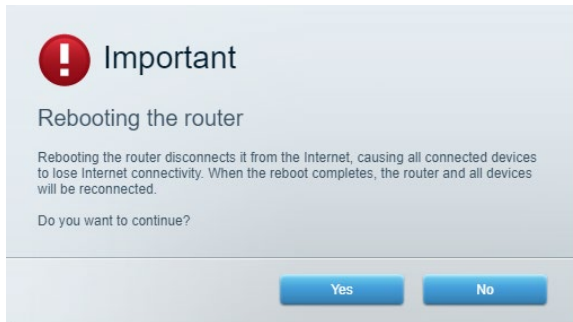 Important
Rebooting the router
Rebooting the router disconnects it from the Internet, causing all connected devices
to lose Internet connectivity. When the reboot completes, the router and all devices
will be reconnected.
Do you want to continue?
Yes
No